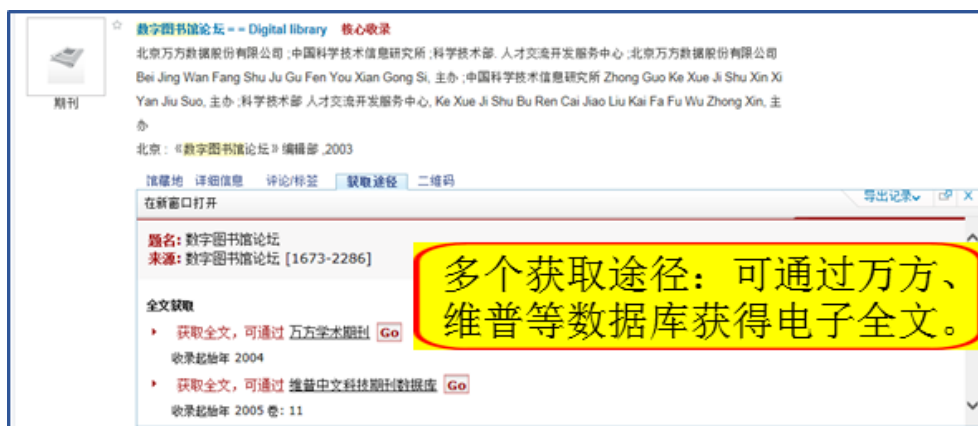 数字图书馆论坛 = = Digital library 核心收录
北京万方数据股份有限公司 ;中国科学技术信息研究所 ;科学技术部. 人才交流开发服务中心 ;北京万方数据股份有限公司
Bei Jing Wan Fang Shu Ju Gu Fen You Xian Gong Si, 主办 ;中国科学技术信息研究所 Zhong Guo Ke Xue Ji Shu Xin Xi
Yan Jiu Suo, 主办 ;科学技术部 人才交流开发服务中心, Ke Xue Ji Shu Bu Ren Cai Jiao Liu Kai Fa Fu Wu Zhong Xin, 主
办
期刊
北京 : 《数字图书馆论坛》编辑部 ,2003
馆藏地 详细信息 评论/标签 获取途径 二维码
在新窗口打开 导出记录
题名: 数字图书馆论坛
来源: 数字图书馆论坛 [1673-2286]
多个获取途径：可通过万方、
维普等数据库获得电子全文。
全文获取
获取全文，可通过 万方学术期刊 Go
收录起始年 2004
获取全文，可通过 维普中文科技期刊数据库 Go
收录起始年 2005 卷: 11